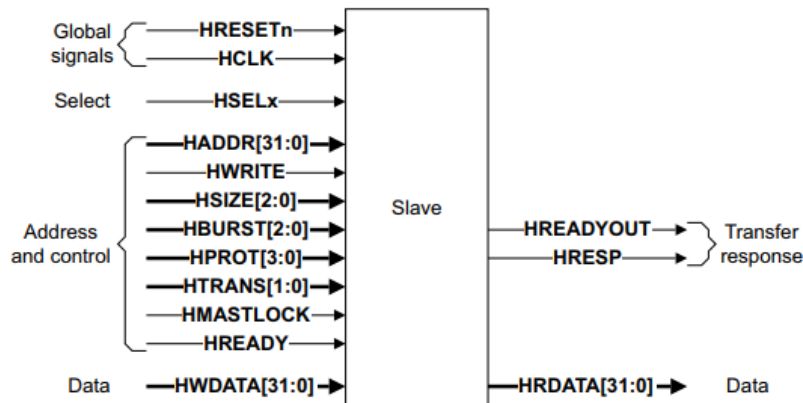 Global
signals
HRESETn
HCLK
Select
HSELx
Address
and control
HADDR[31:0]
HWRITE
HSIZE[2:0]
HBURST[2:0]
HPROT[3:0]
HTRANS[1:0]
HMASTLOCK
HREADY
Data
HWDATA[31:0]
Slave
HREADYOUT
HRESP
Transfer
response
HRDATA[31:0]
Data